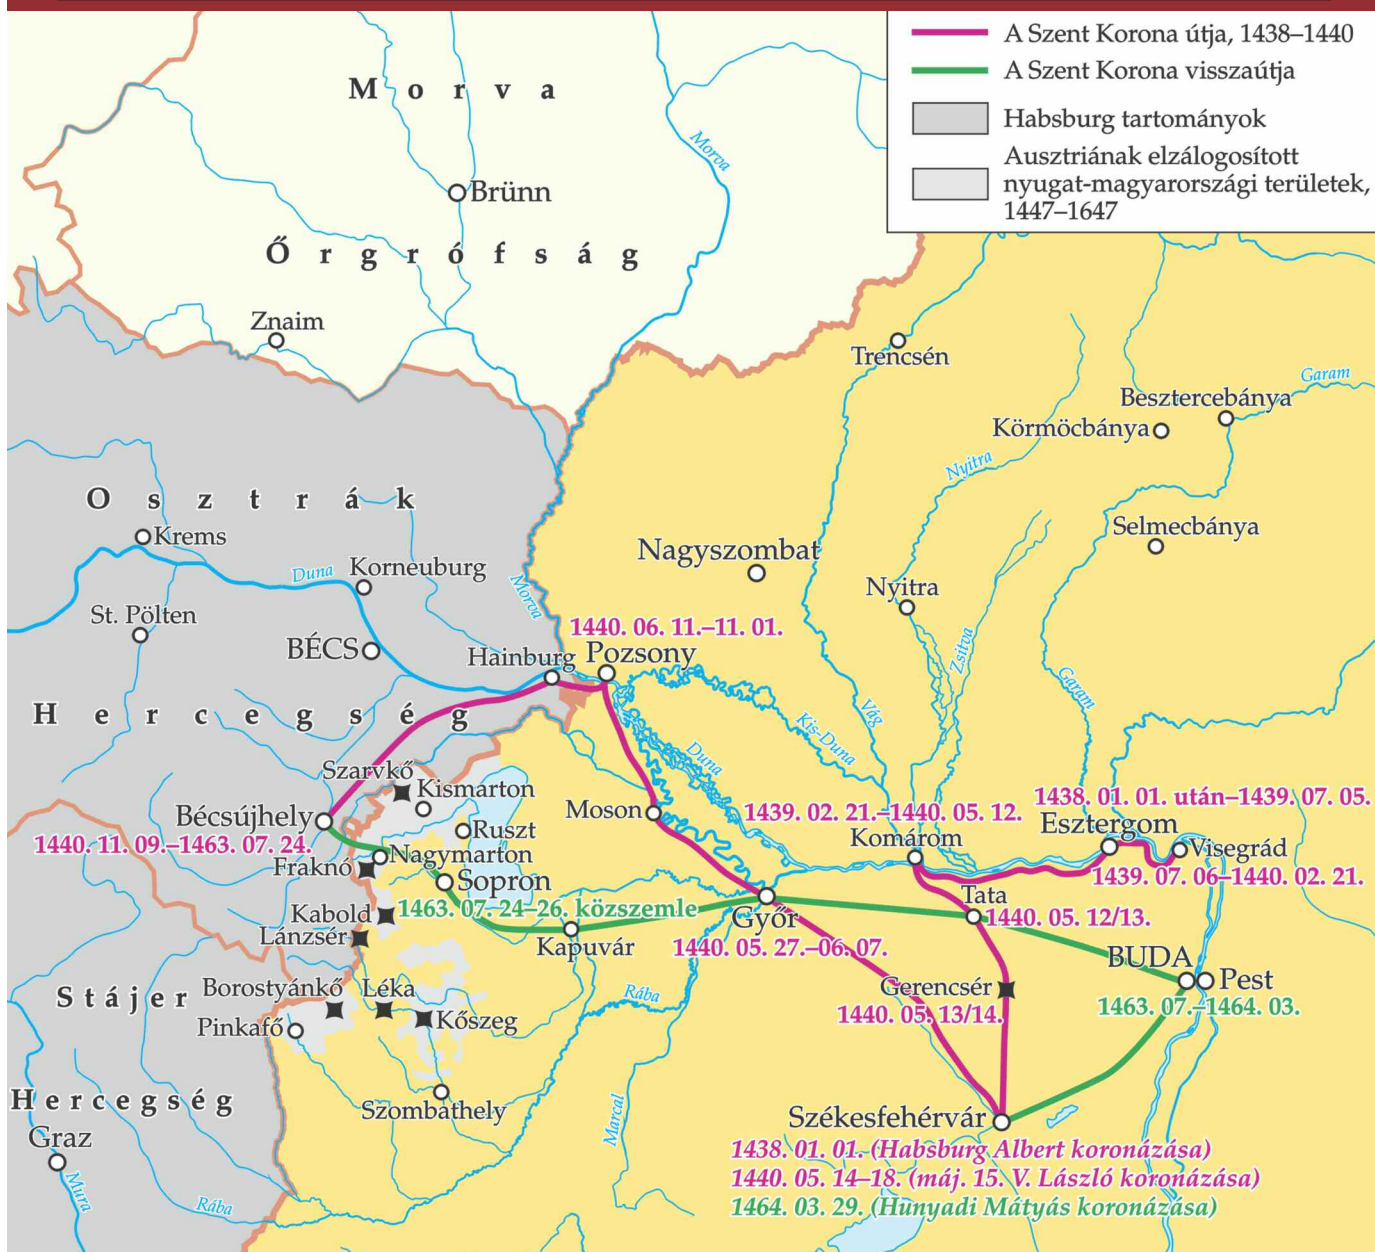 A Szent Korona útja, 1438–1440
A Szent Korona visszaútja
Habsburg tartományok
Ausztriának elzálogosított
nyugat-magyarországi területek,
1447–1647
Morva
Morva
Brünn
Őrgrófság
Znaim
Trencsén
Garam
Besztercebánya
Körmöcbánya
Nyitra
Osztrák
Krems
Selmecbánya
Nagyszombat
Duna
Korneuburg
Morva
Nyitra
St. Pölten
1440. 06. 11.–11. 01.
BÉCS
Hainburg
Pozsony
Zsitva
Garam
Hercegség
Vág
Kis-Duna
Duna
Szarvkő
Kismarton
1438. 01. 01. után–1439. 07. 05.
Bécsújhely
Moson
1439. 02. 21.–1440. 05. 12.
Esztergom
Ruszt
Komárom
1440. 11. 09.–1463. 07. 24.
Nagymarton
Visegrád
Fraknó
1439. 07. 06–1440. 02. 21.
Sopron
Tata
1463. 07. 24–26. közszemle
Kabold
Győr
1440. 05. 12/13.
Lánzsér
Kapuvár
1440. 05. 27.–06. 07.
BUDA
Pest
Stájer
Borostyánkő
Léka
Rába
Gerencsér
1463. 07.–1464. 03.
Pinkafő
Kőszeg
1440. 05. 13/14.
Hercegség
Szombathely
Marcal
Székesfehérvár
Graz
1438. 01. 01. (Habsburg Albert koronázása)
1440. 05. 14–18. (máj. 15. V. László koronázása)
Mura
Rába
1464. 03. 29. (Hunyadi Mátyás koronázása)